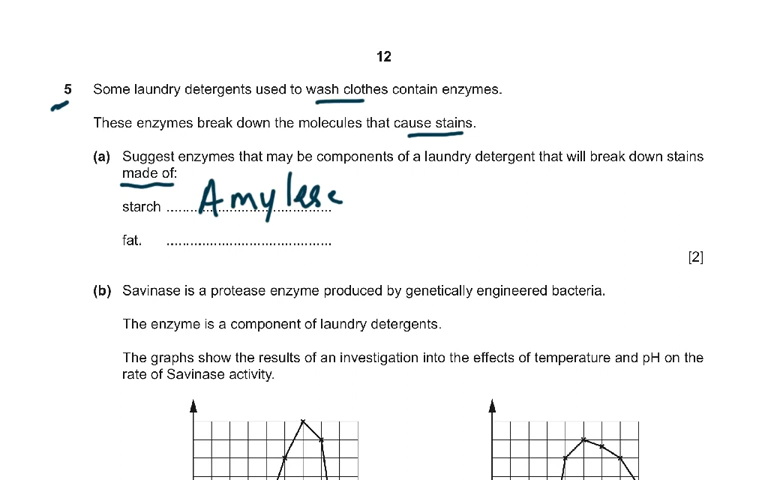 12
5 Some laundry detergents used to wash clothes contain enzymes.
These enzymes break down the molecules that cause stains.
(a) Suggest enzymes that may be components of a laundry detergent that will break down stains
made of:
starch ........Amylase........
fat. ..........................................
[2]
(b) Savinase is a protease enzyme produced by genetically engineered bacteria.
The enzyme is a component of laundry detergents.
The graphs show the results of an investigation into the effects of temperature and pH on the
rate of Savinase activity.